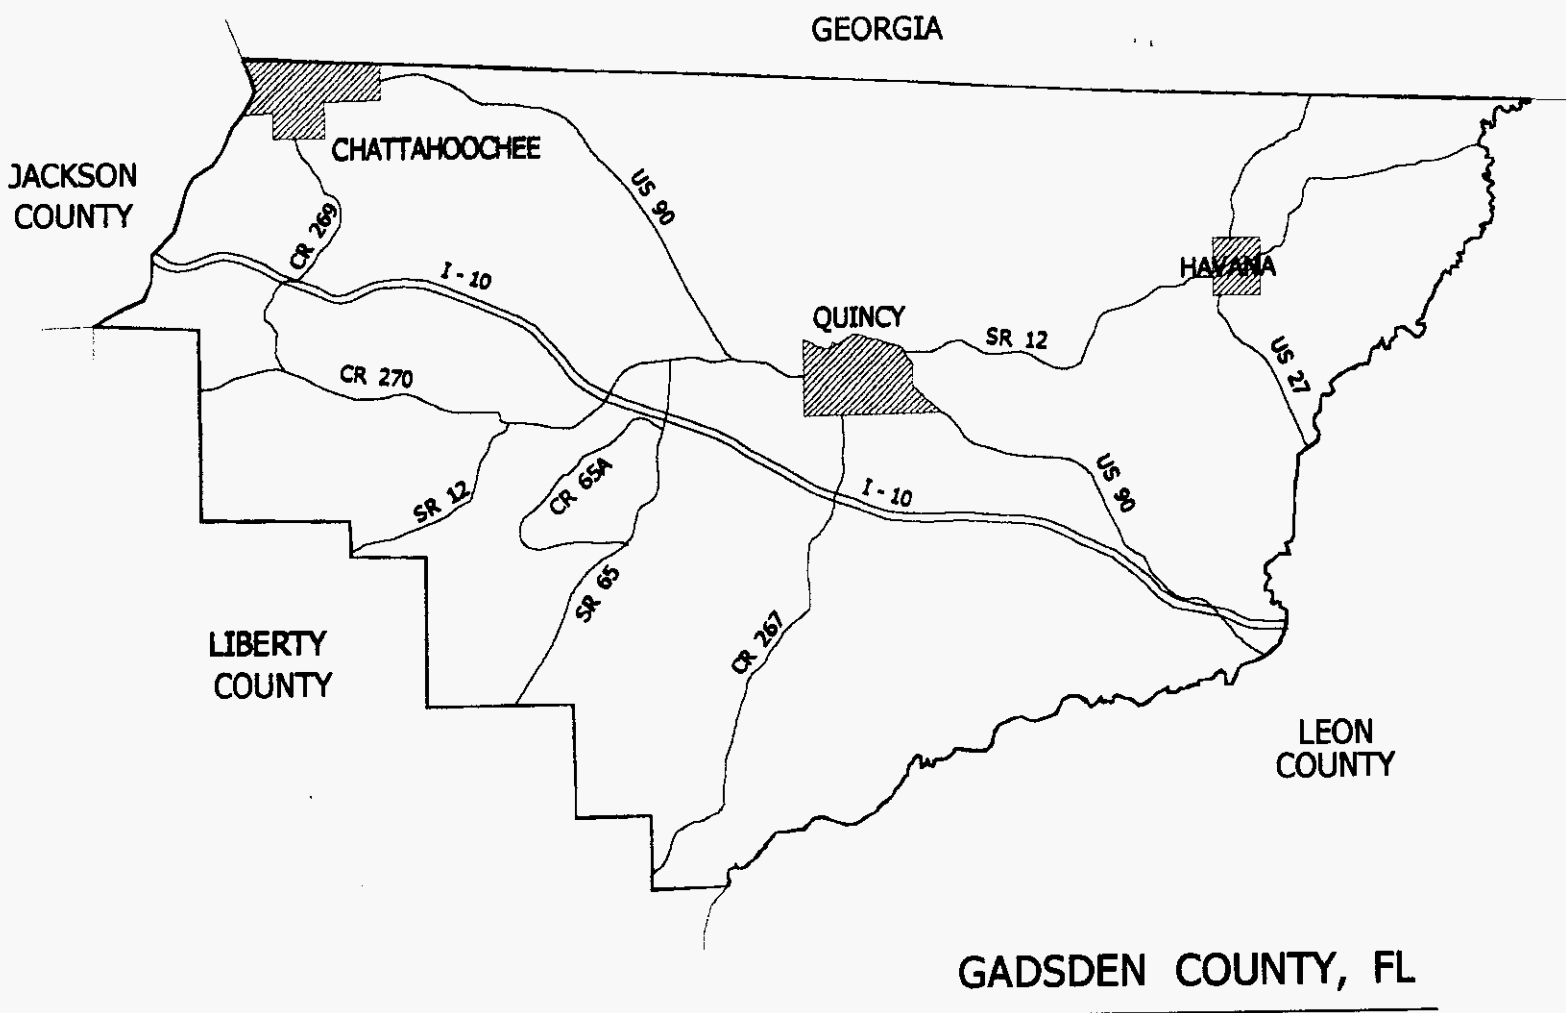 GEORGIA
CHATTAHOOCHEE
JACKSON
COUNTY
US 90
CR 269
I - 10
HAVANA
QUINCY
SR 12
US 27
CR 270
CR 65A
SR 12
I - 10
US 90
SR 65
CR 267
LIBERTY
COUNTY
LEON
COUNTY
GADSDEN COUNTY, FL